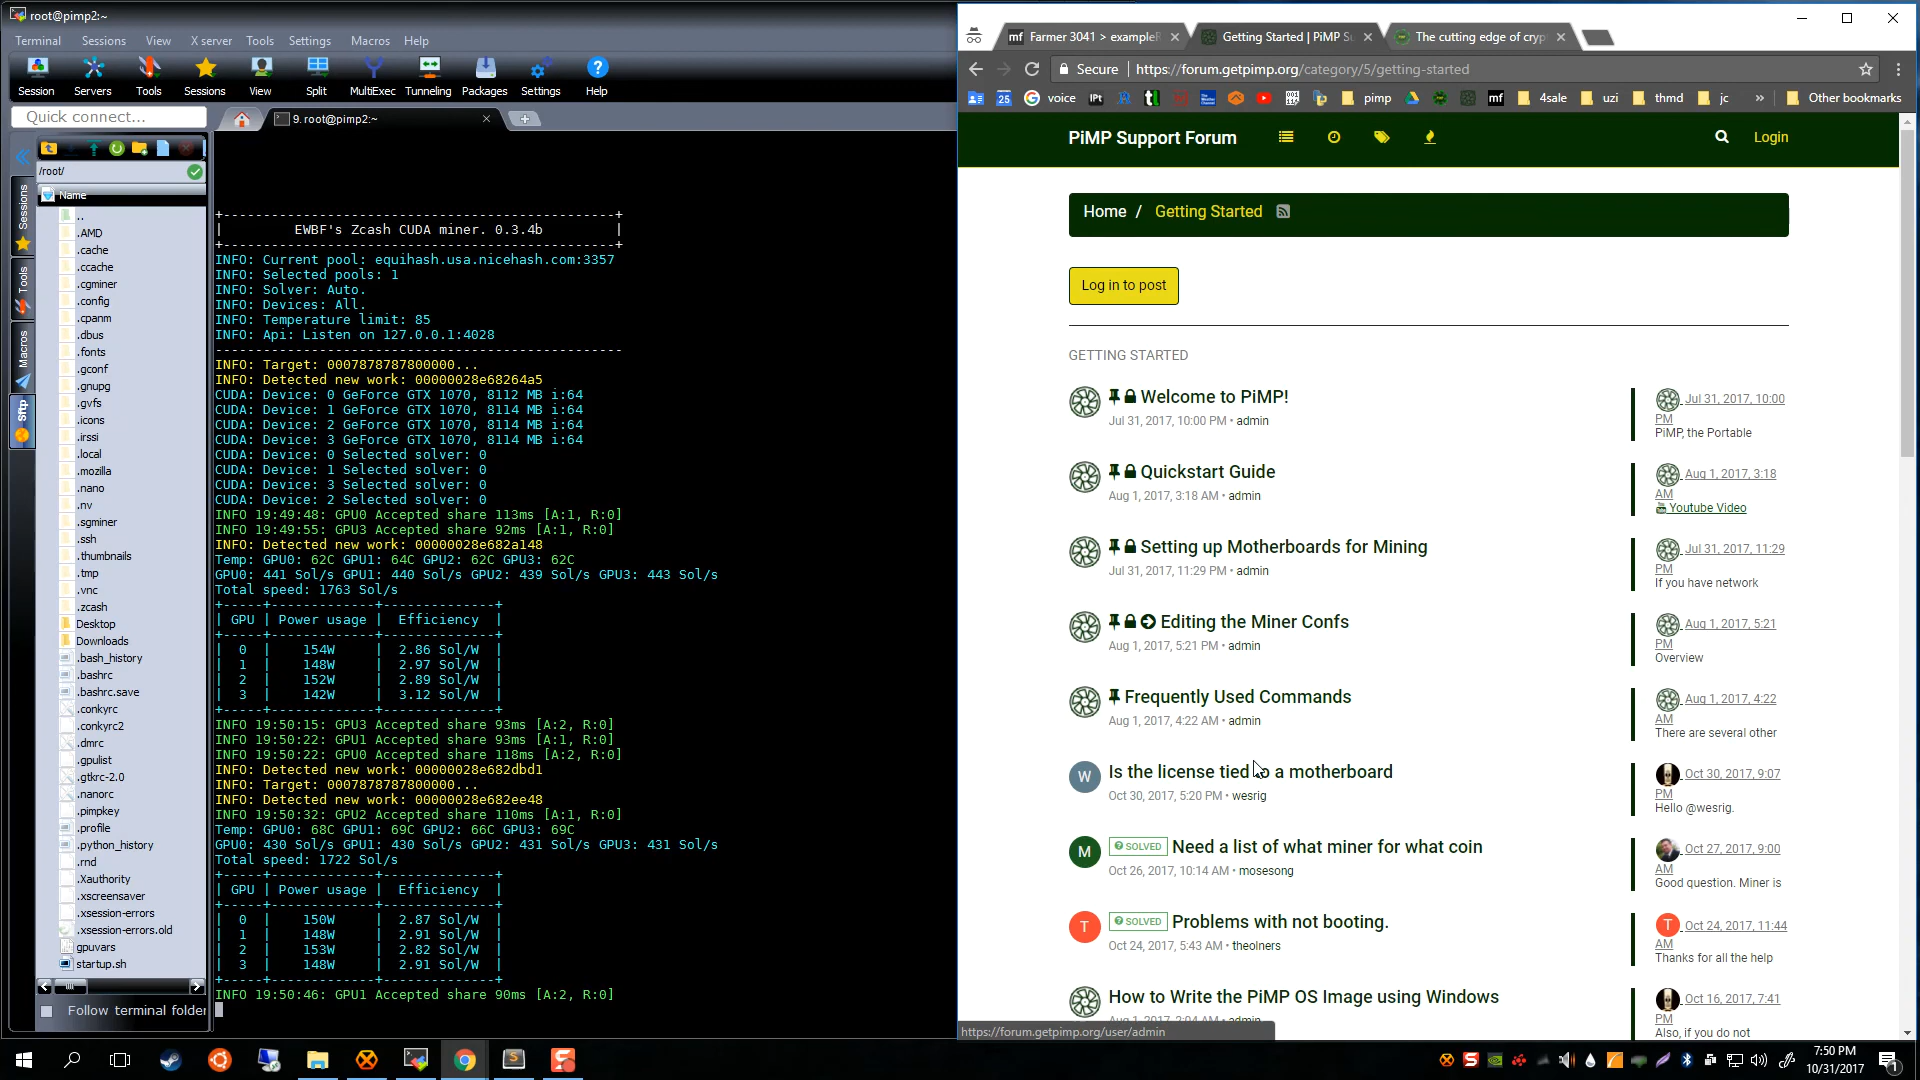 root@pimp2:~
Terminal Sessions View X server Tools Settings Macros Help
Session Servers Tools Sessions View Split MultiExec Tunneling Packages Settings Help
Quick connect...
9. root@pimp2:~
/root/
Name
Sessions
Tools
Macros
Sftp
..
.AMD
.cache
.ccache
.cgminer
.config
.cpanm
.dbus
.fonts
.gconf
.gnupg
.gvfs
.icons
.irssi
.local
.mozilla
.nano
.nv
.sgminer
.ssh
.thumbnails
.tmp
.vnc
.zcash
Desktop
Downloads
.bash_history
.bashrc
.bashrc.save
.conkyrc
.conkyrc2
.dmrc
.gpulist
.gtkrc-2.0
.nanorc
.pimpkey
.profile
.python_history
.rnd
.Xauthority
.xscreensaver
.xsession-errors
.xsession-errors.old
gpuvars
startup.sh
Follow terminal folder
+--------------------------------------------------+
| EWBF's Zcash CUDA miner. 0.3.4b |
+--------------------------------------------------+
INFO: Current pool: equihash.usa.nicehash.com:3357
INFO: Selected pools: 1
INFO: Solver: Auto.
INFO: Devices: All.
INFO: Temperature limit: 85
INFO: Api: Listen on 127.0.0.1:4028
---------------------------------------------------
INFO: Target: 0007878787800000...
INFO: Detected new work: 00000028e68264a5
CUDA: Device: 0 GeForce GTX 1070, 8112 MB i:64
CUDA: Device: 1 GeForce GTX 1070, 8114 MB i:64
CUDA: Device: 2 GeForce GTX 1070, 8114 MB i:64
CUDA: Device: 3 GeForce GTX 1070, 8114 MB i:64
CUDA: Device: 0 Selected solver: 0
CUDA: Device: 1 Selected solver: 0
CUDA: Device: 3 Selected solver: 0
CUDA: Device: 2 Selected solver: 0
INFO 19:49:48: GPU0 Accepted share 113ms [A:1, R:0]
INFO 19:49:55: GPU3 Accepted share 92ms [A:1, R:0]
INFO: Detected new work: 00000028e682a148
Temp: GPU0: 62C GPU1: 64C GPU2: 62C GPU3: 62C
GPU0: 441 Sol/s GPU1: 440 Sol/s GPU2: 439 Sol/s GPU3: 443 Sol/s
Total speed: 1763 Sol/s
+-----+-------------+--------------+
| GPU | Power usage | Efficiency |
+-----+-------------+--------------+
| 0 | 154W | 2.86 Sol/W |
| 1 | 148W | 2.97 Sol/W |
| 2 | 152W | 2.89 Sol/W |
| 3 | 142W | 3.12 Sol/W |
+-----+-------------+--------------+
INFO 19:50:15: GPU3 Accepted share 93ms [A:2, R:0]
INFO 19:50:22: GPU1 Accepted share 93ms [A:1, R:0]
INFO 19:50:22: GPU0 Accepted share 118ms [A:2, R:0]
INFO: Detected new work: 00000028e682dbd1
INFO: Target: 0007878787800000...
INFO: Detected new work: 00000028e682ee48
INFO 19:50:32: GPU2 Accepted share 110ms [A:1, R:0]
Temp: GPU0: 68C GPU1: 69C GPU2: 66C GPU3: 69C
GPU0: 430 Sol/s GPU1: 430 Sol/s GPU2: 431 Sol/s GPU3: 431 Sol/s
Total speed: 1722 Sol/s
+-----+-------------+--------------+
| GPU | Power usage | Efficiency |
+-----+-------------+--------------+
| 0 | 150W | 2.87 Sol/W |
| 1 | 148W | 2.91 Sol/W |
| 2 | 153W | 2.82 Sol/W |
| 3 | 148W | 2.91 Sol/W |
+-----+-------------+--------------+
INFO 19:50:46: GPU1 Accepted share 90ms [A:2, R:0]
mf Farmer 3041 > example
Getting Started | PiMP Su
The cutting edge of cryp
Secure | https://forum.getpimp.org/category/5/getting-started
25 voice IPt pimp mf 4sale uzi thmd jc » Other bookmarks
PiMP Support Forum
Login
Home / Getting Started
Log in to post
GETTING STARTED
Welcome to PiMP!
Jul 31, 2017, 10:00 PM • admin
Jul 31, 2017, 10:00 PM
PiMP, the Portable
Quickstart Guide
Aug 1, 2017, 3:18 AM • admin
Aug 1, 2017, 3:18 AM
Youtube Video
Setting up Motherboards for Mining
Jul 31, 2017, 11:29 PM • admin
Jul 31, 2017, 11:29 PM
If you have network
Editing the Miner Confs
Aug 1, 2017, 5:21 PM • admin
Aug 1, 2017, 5:21 PM
Overview
Frequently Used Commands
Aug 1, 2017, 4:22 AM • admin
Aug 1, 2017, 4:22 AM
There are several other
W
Is the license tied to a motherboard
Oct 30, 2017, 5:20 PM • wesrig
Oct 30, 2017, 9:07 PM
Hello @wesrig.
M
SOLVED Need a list of what miner for what coin
Oct 26, 2017, 10:14 AM • mosesong
Oct 27, 2017, 9:00 AM
Good question. Miner is
T
SOLVED Problems with not booting.
Oct 24, 2017, 5:43 AM • theolners
T
Oct 24, 2017, 11:44 AM
Thanks for all the help
How to Write the PiMP OS Image using Windows
Aug 1, 2017, 2:04 AM • admin
Oct 16, 2017, 7:41 PM
Also, if you do not
https://forum.getpimp.org/user/admin
7:50 PM
10/31/2017
1